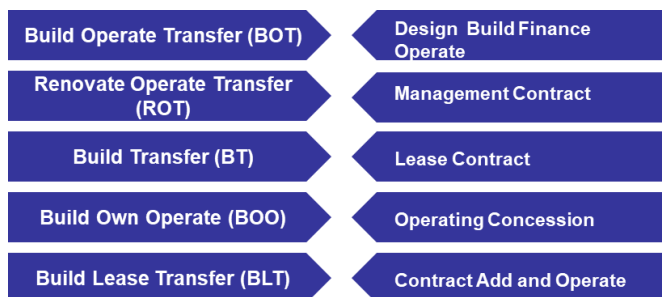 Build Operate Transfer (BOT)
Design Build Finance
Operate
Renovate Operate Transfer
(ROT)
Management Contract
Build Transfer (BT)
Lease Contract
Build Own Operate (BOO)
Operating Concession
Build Lease Transfer (BLT)
Contract Add and Operate